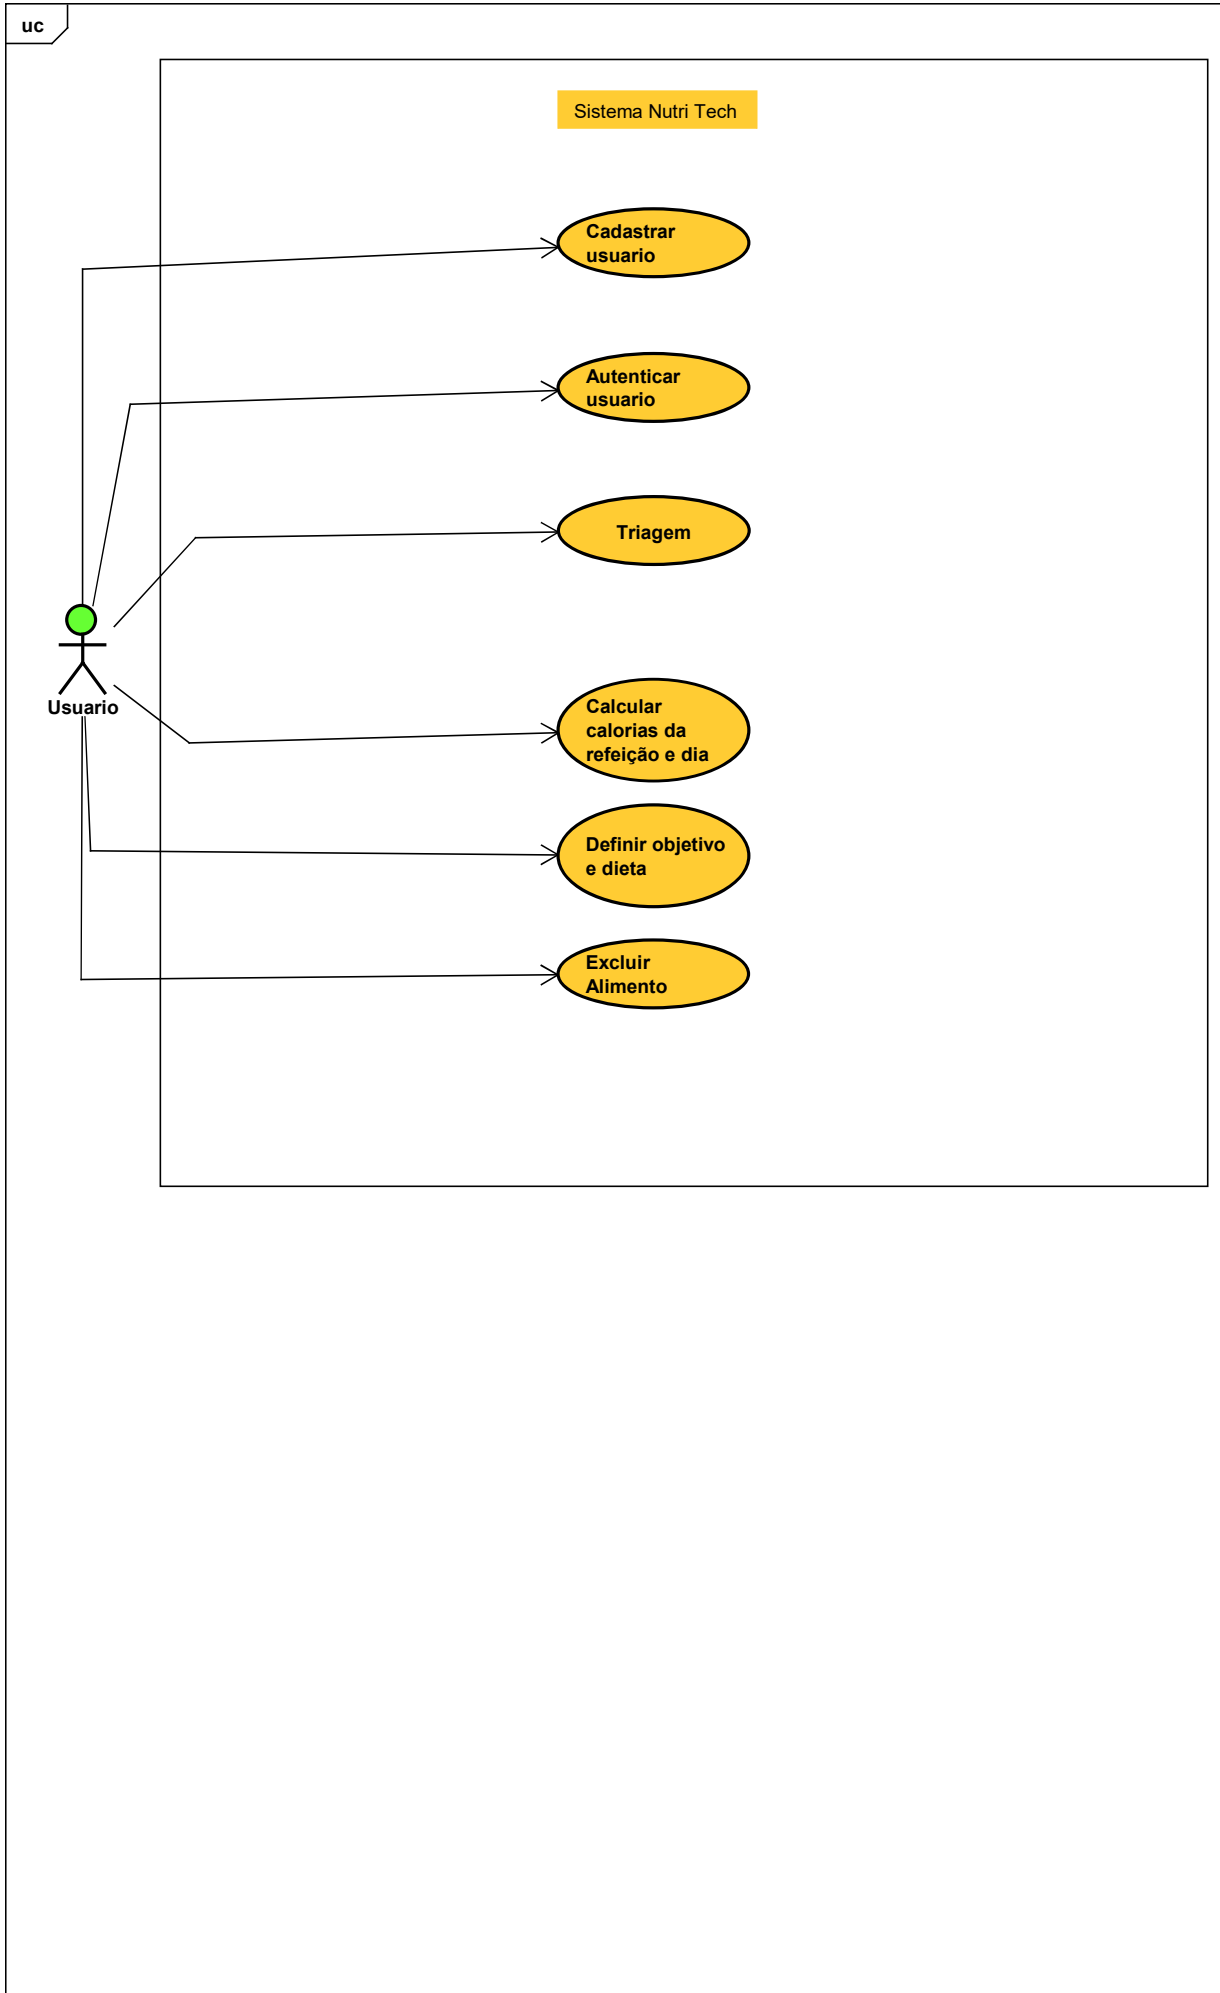 uc
Sistema Nutri Tech
Cadastrar
usuario
Autenticar
usuario
Triagem
Usuario
Calcular
calorias da
refeição e dia
Definir objetivo
e dieta
Excluir
Alimento